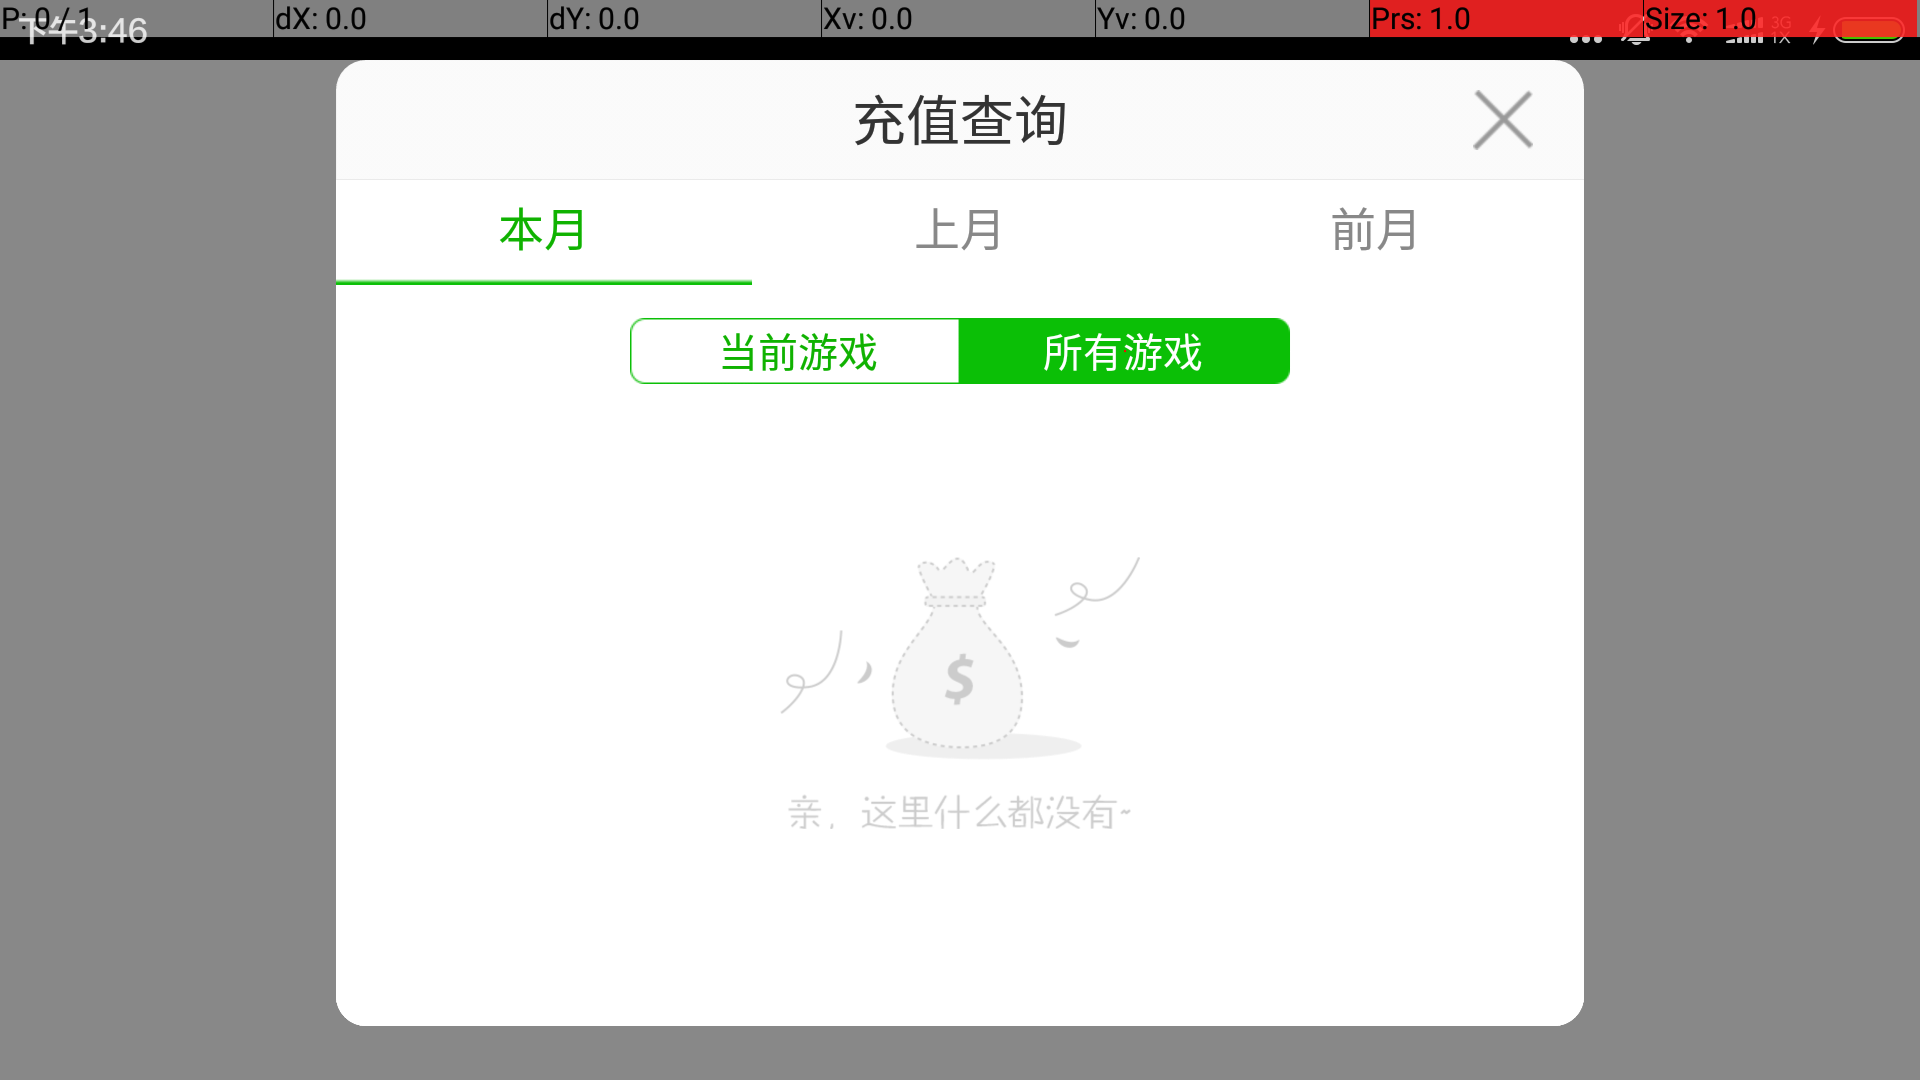 P: 0 / 1 dX: 0.0 dY: 0.0 Xv: 0.0 Yv: 0.0 Prs: 1.0 Size: 1.0
下午3:46 3G 1X
充值查询
本月 上月 前月
当前游戏 所有游戏
$
亲，这里什么都没有~